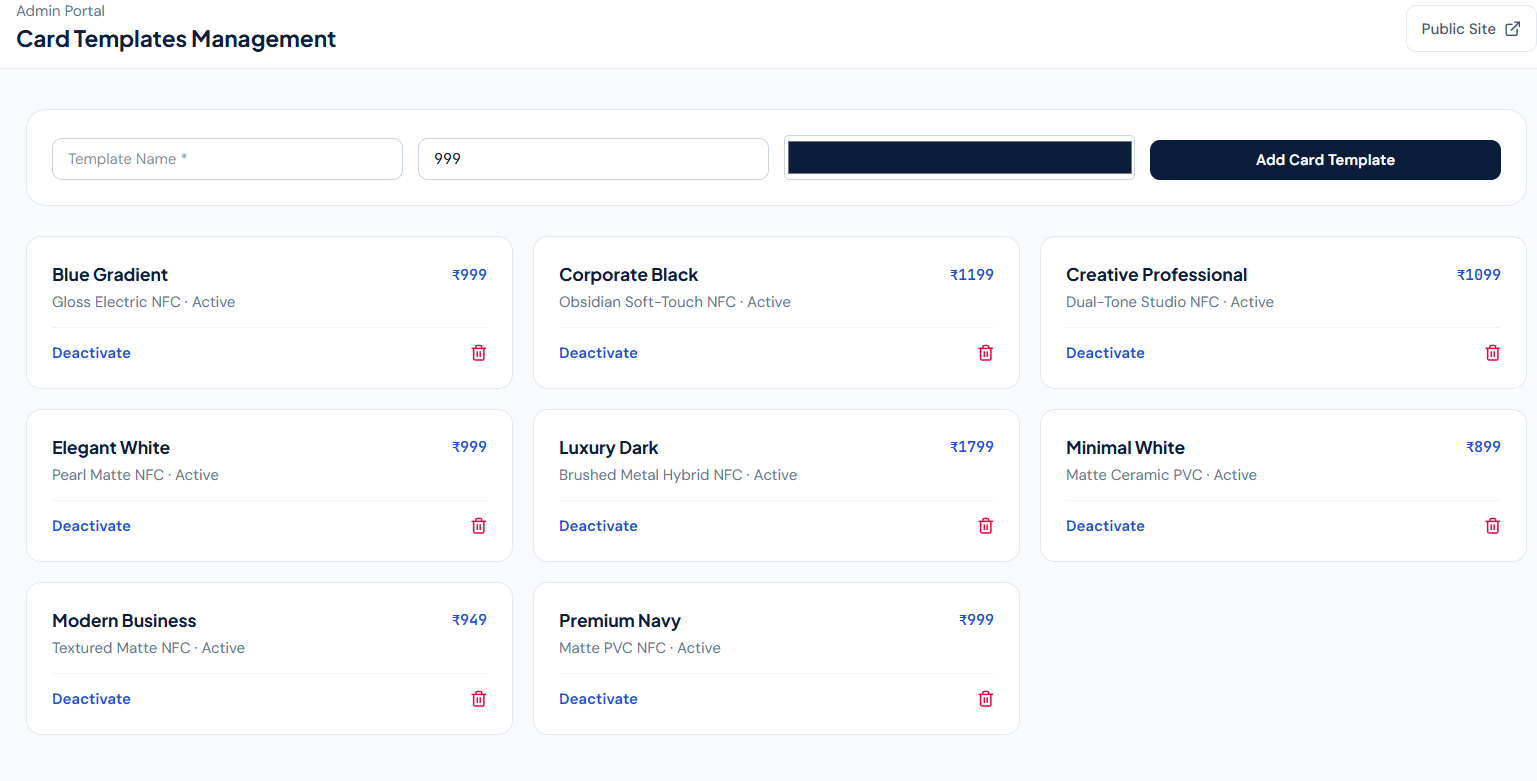 Admin Portal
Card Templates Management
Public Site
Template Name *
999
Add Card Template
Blue Gradient
₹999
Gloss Electric NFC · Active
Deactivate
Corporate Black
₹1199
Obsidian Soft-Touch NFC · Active
Deactivate
Creative Professional
₹1099
Dual-Tone Studio NFC · Active
Deactivate
Elegant White
₹999
Pearl Matte NFC · Active
Deactivate
Luxury Dark
₹1799
Brushed Metal Hybrid NFC · Active
Deactivate
Minimal White
₹899
Matte Ceramic PVC · Active
Deactivate
Modern Business
₹949
Textured Matte NFC · Active
Deactivate
Premium Navy
₹999
Matte PVC NFC · Active
Deactivate